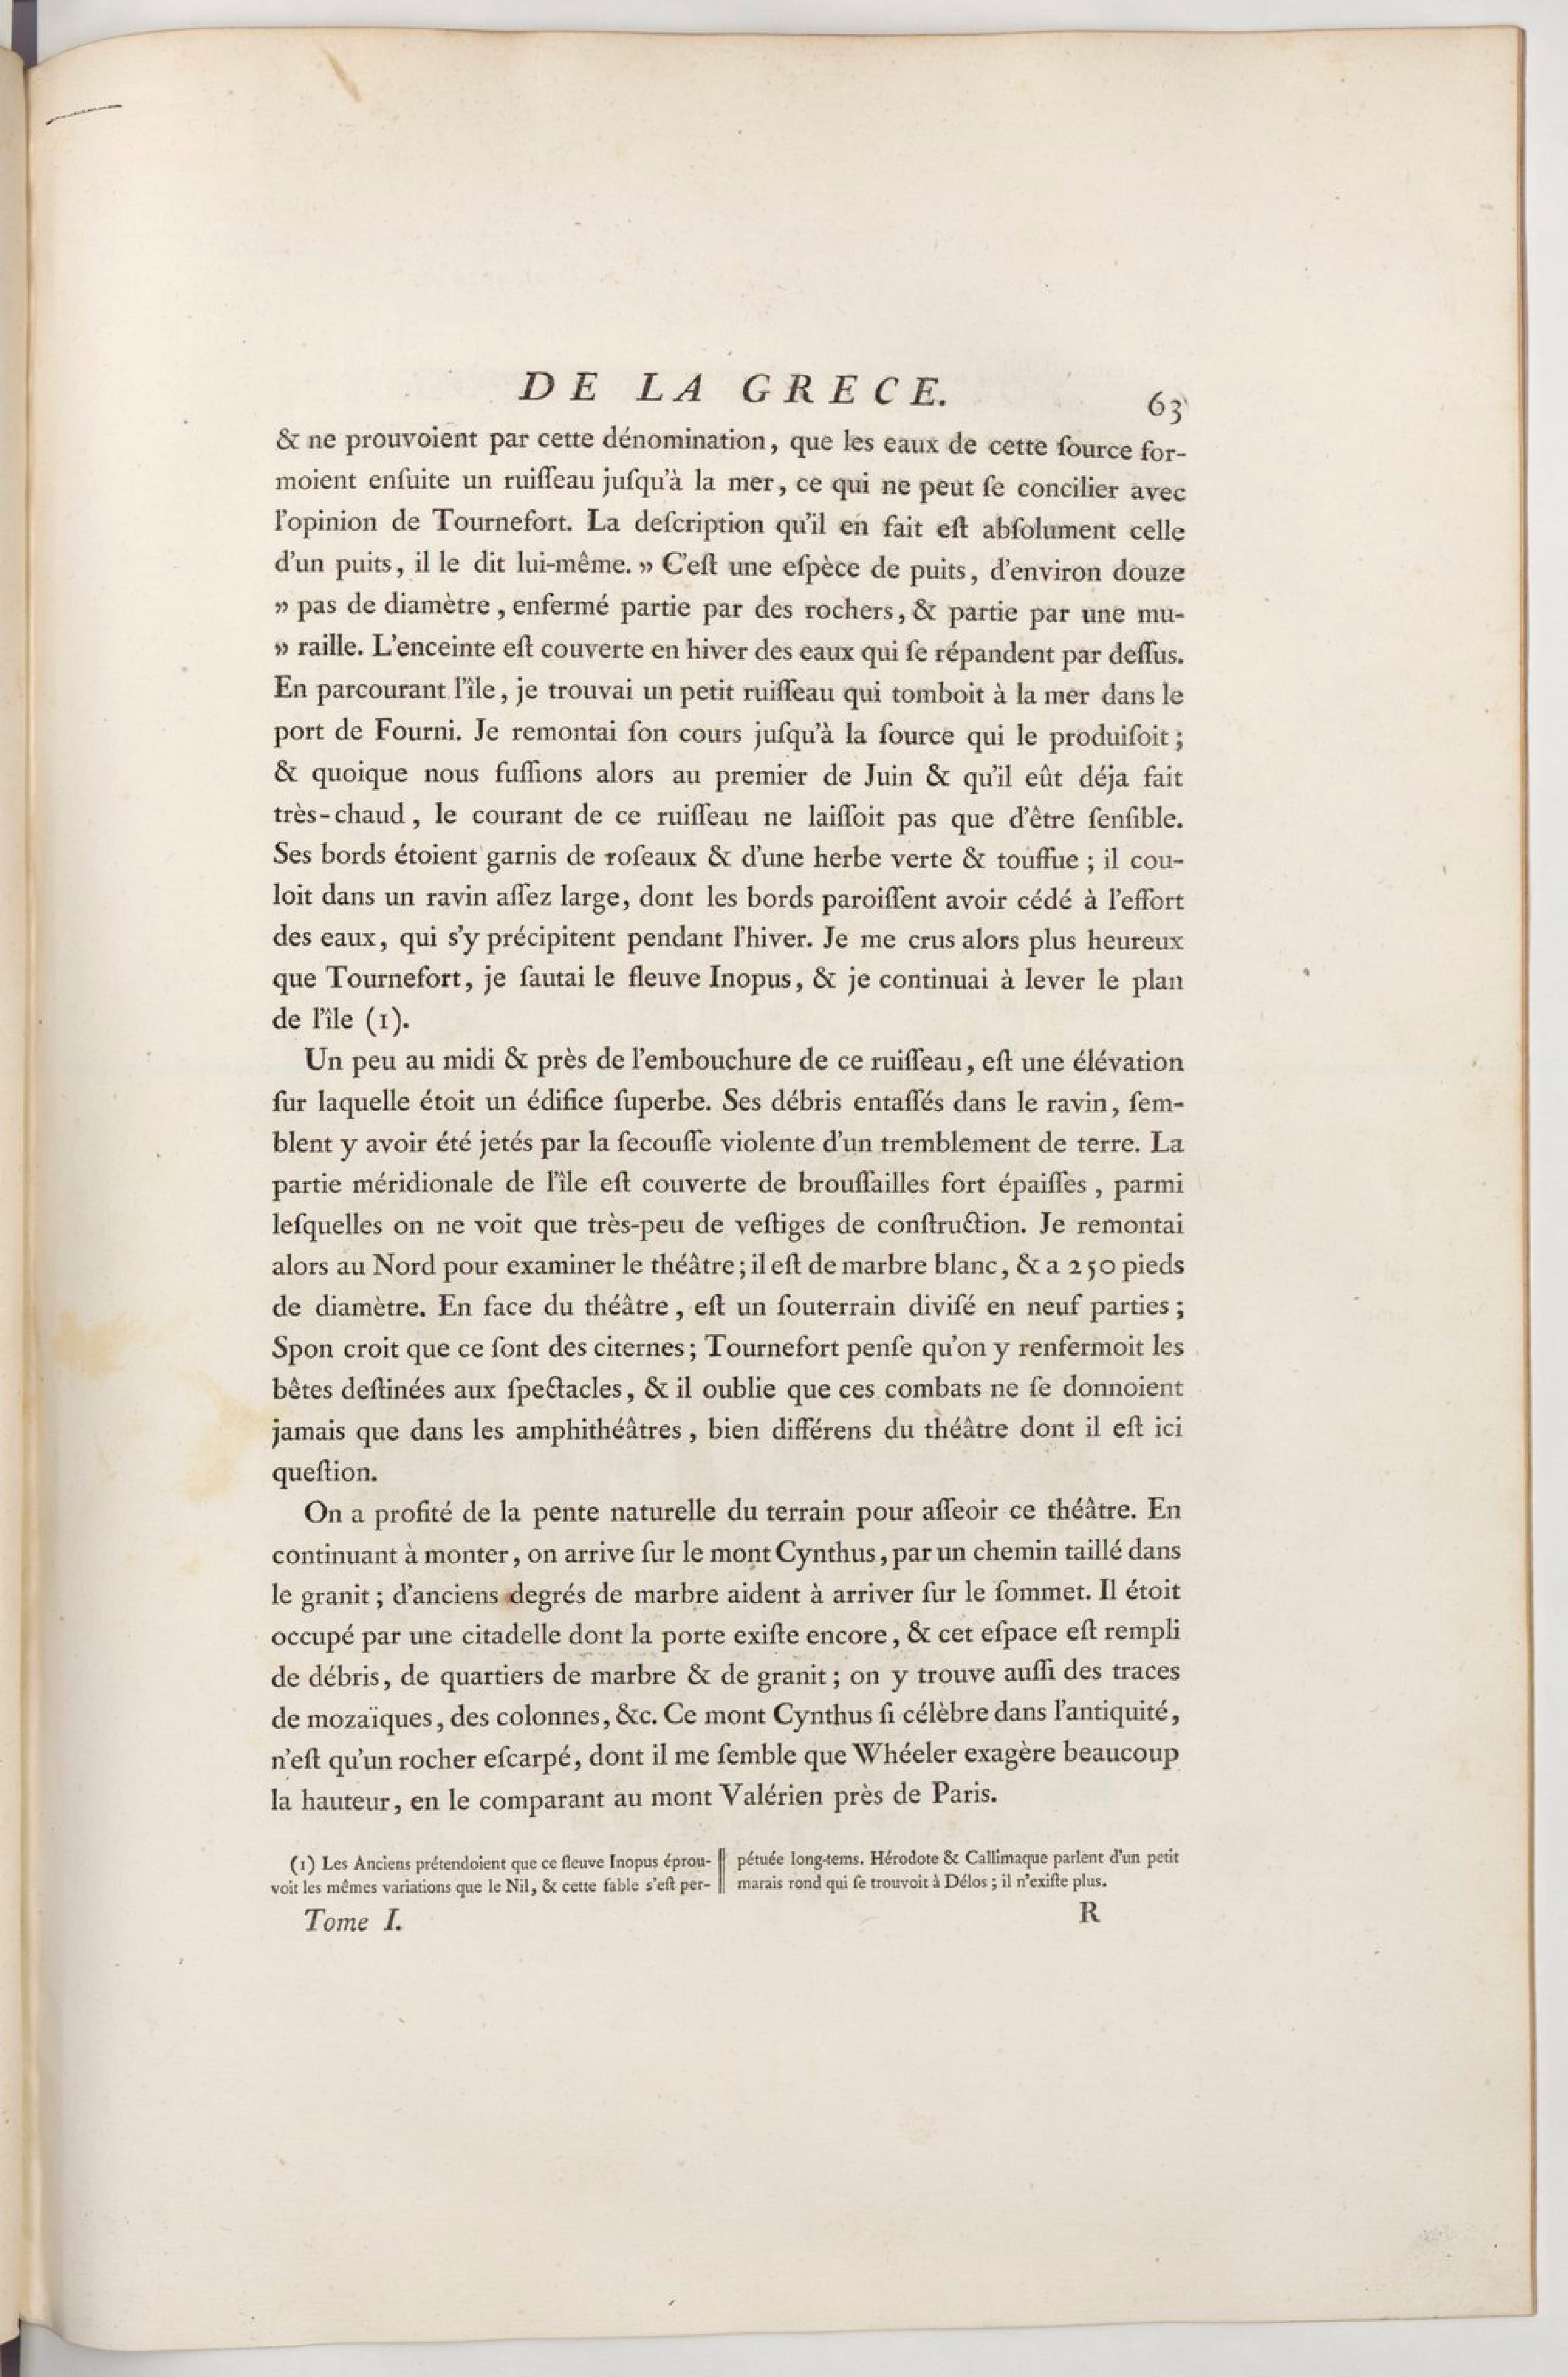 DE LA GRECE.
63
& ne prouvoient par cette dénomination, que les eaux de cette ſource for-
moient enſuite un ruiſſeau juſqu'à la mer, ce qui ne peut ſe concilier avec
l'opinion de Tournefort. La deſcription qu'il en fait eſt abſolument celle
d'un puits, il le dit lui-même. » C'eſt une eſpèce de puits, d'environ douze
» pas de diamètre, enfermé partie par des rochers, & partie par une mu-
» raille. L'enceinte eſt couverte en hiver des eaux qui ſe répandent par deſſus.
En parcourant l'île, je trouvai un petit ruiſſeau qui tomboit à la mer dans le
port de Fourni. Je remontai ſon cours juſqu'à la ſource qui le produiſoit;
& quoique nous fuſſions alors au premier de Juin & qu'il eût déja fait
très-chaud, le courant de ce ruiſſeau ne laiſſoit pas que d'être ſenſible.
Ses bords étoient garnis de roſeaux & d'une herbe verte & touffue; il cou-
loit dans un ravin aſſez large, dont les bords paroiſſent avoir cédé à l'effort
des eaux, qui s'y précipitent pendant l'hiver. Je me crus alors plus heureux
que Tournefort, je ſautai le fleuve Inopus, & je continuai à lever le plan
de l'île (1).
Un peu au midi & près de l'embouchure de ce ruiſſeau, eſt une élévation
ſur laquelle étoit un édifice ſuperbe. Ses débris entaſſés dans le ravin, ſem-
blent y avoir été jetés par la ſecouſſe violente d'un tremblement de terre. La
partie méridionale de l'île eſt couverte de brouſſailles fort épaiſſes, parmi
leſquelles on ne voit que très-peu de veſtiges de conſtruction. Je remontai
alors au Nord pour examiner le théâtre; il eſt de marbre blanc, & a 250 pieds
de diamètre. En face du théâtre, eſt un ſouterrain diviſé en neuf parties;
Spon croit que ce ſont des citernes; Tournefort penſe qu'on y renfermoit les
bêtes deſtinées aux ſpectacles, & il oublie que ces combats ne ſe donnoient
jamais que dans les amphithéâtres, bien différens du théâtre dont il eſt ici
queſtion.
On a profité de la pente naturelle du terrain pour aſſeoir ce théâtre. En
continuant à monter, on arrive ſur le mont Cynthus, par un chemin taillé dans
le granit; d'anciens degrés de marbre aident à arriver ſur le ſommet. Il étoit
occupé par une citadelle dont la porte exiſte encore, & cet eſpace eſt rempli
de débris, de quartiers de marbre & de granit; on y trouve auſſi des traces
de mozaïques, des colonnes, &c. Ce mont Cynthus ſi célèbre dans l'antiquité,
n'eſt qu'un rocher eſcarpé, dont il me ſemble que Whéeler exagère beaucoup
la hauteur, en le comparant au mont Valérien près de Paris.
(1) Les Anciens prétendoient que ce fleuve Inopus éprou-
voit les mêmes variations que le Nil, & cette fable s'eſt per-
pétuée long-tems. Hérodote & Callimaque parlent d'un petit
marais rond qui ſe trouvoit à Délos; il n'exiſte plus.
Tome I.
R